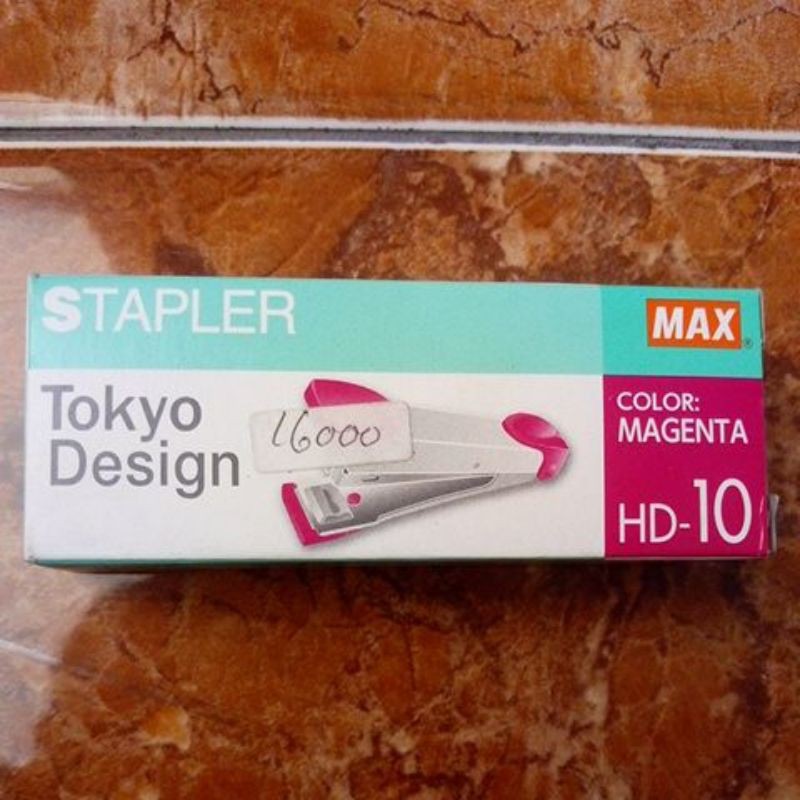 STAPLER
MAX®
Tokyo
Design
16000
COLOR:
MAGENTA
HD-10